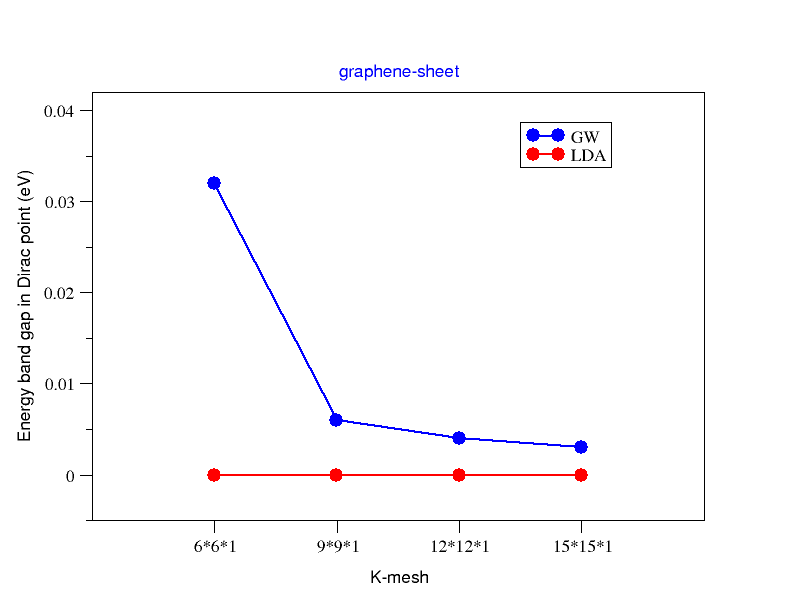 graphene-sheet
0.04
0.03
0.02
0.01
0
Energy band gap in Dirac point (eV)
GW
LDA
6*6*1 9*9*1 12*12*1 15*15*1
K-mesh